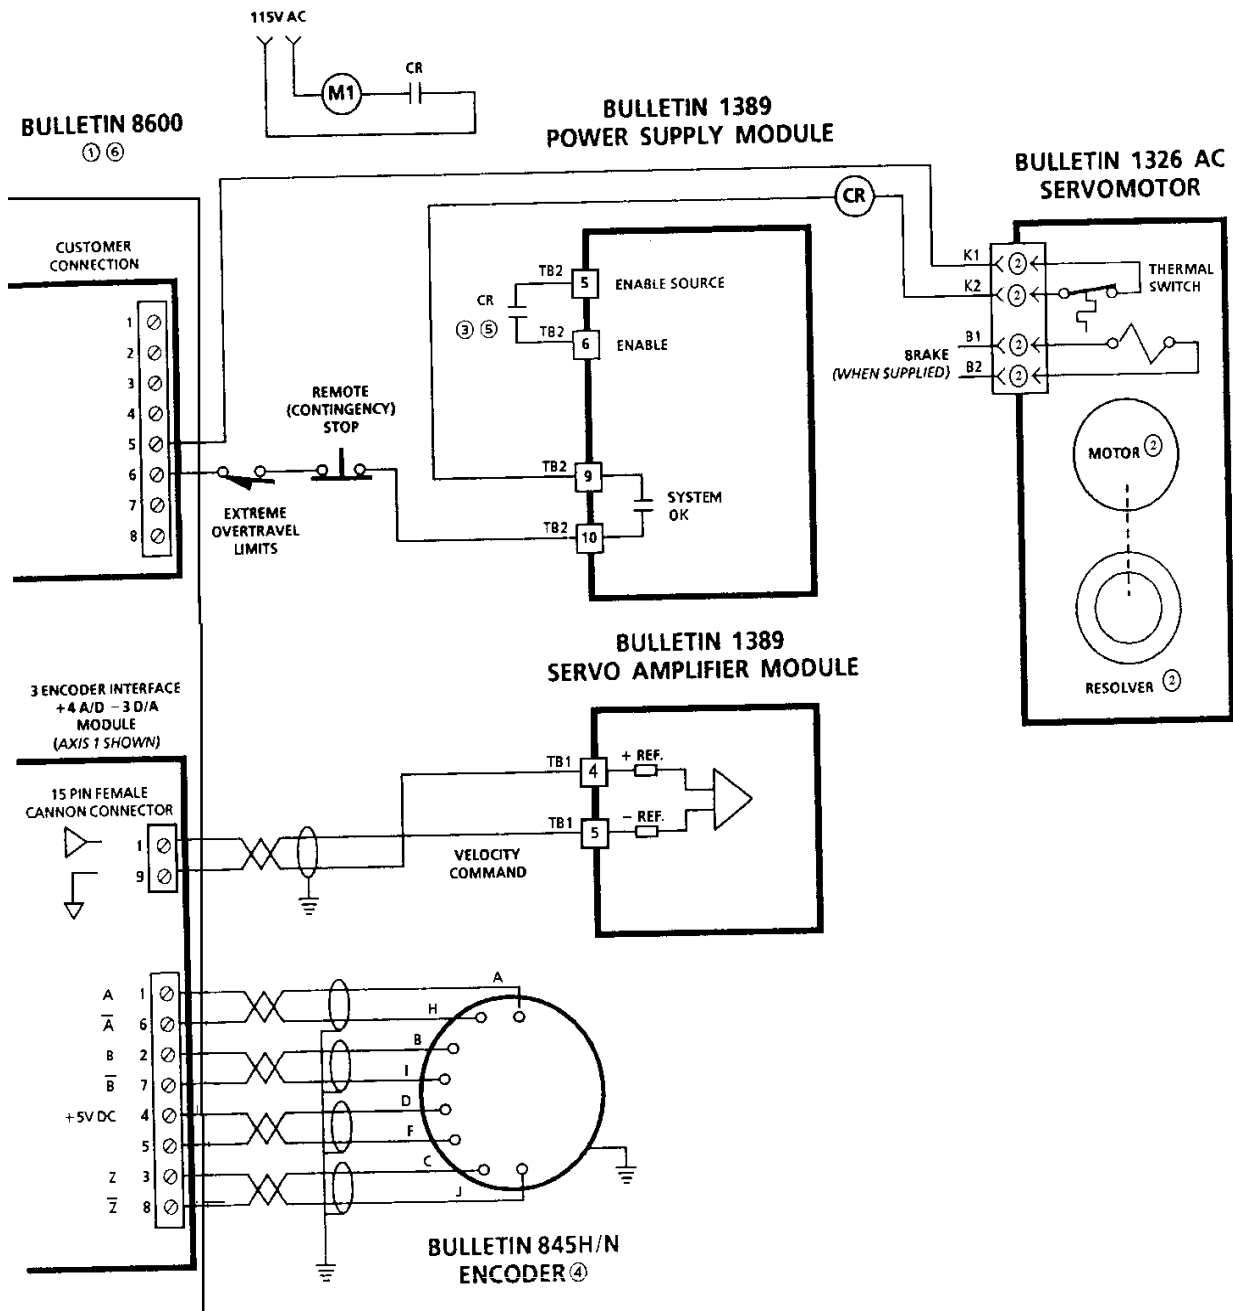 115V AC
M1
CR
BULLETIN 8600
① ⑥
BULLETIN 1389
POWER SUPPLY MODULE
BULLETIN 1326 AC
SERVOMOTOR
CR
CUSTOMER
CONNECTION
1
2
3
4
5
6
7
8
TB2
5
ENABLE SOURCE
CR
③ ⑤
TB2
6
ENABLE
K1
②
K2
②
THERMAL
SWITCH
B1
②
BRAKE
(WHEN SUPPLIED)
B2
②
REMOTE
(CONTINGENCY)
STOP
EXTREME
OVERTRAVEL
LIMITS
TB2
9
SYSTEM
OK
TB2
10
MOTOR ②
RESOLVER ②
BULLETIN 1389
SERVO AMPLIFIER MODULE
3 ENCODER INTERFACE
+4 A/D – 3 D/A
MODULE
(AXIS 1 SHOWN)
15 PIN FEMALE
CANNON CONNECTOR
1
9
TB1
4
+ REF.
TB1
5
– REF.
VELOCITY
COMMAND
A 1
A̅ 6
B 2
B̅ 7
+5V DC 4
5
Z 3
Z̅ 8
A
H
B
I
D
F
C
J
BULLETIN 845H/N
ENCODER ④